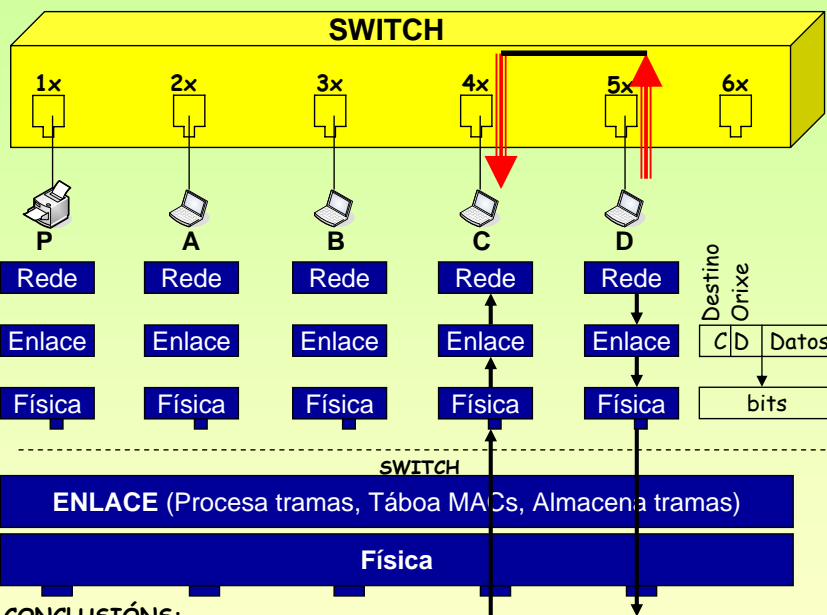 SWITCH
1x 2x 3x 4x 5x 6x
P A B C D
Destino
Orixe
Rede Rede Rede Rede Rede
Enlace Enlace Enlace Enlace Enlace C D Datos
Física Física Física Física Física bits
SWITCH
ENLACE (Procesa tramas, Táboa MACs, Almacena tramas)
Física
CONCLUSIÓNS: